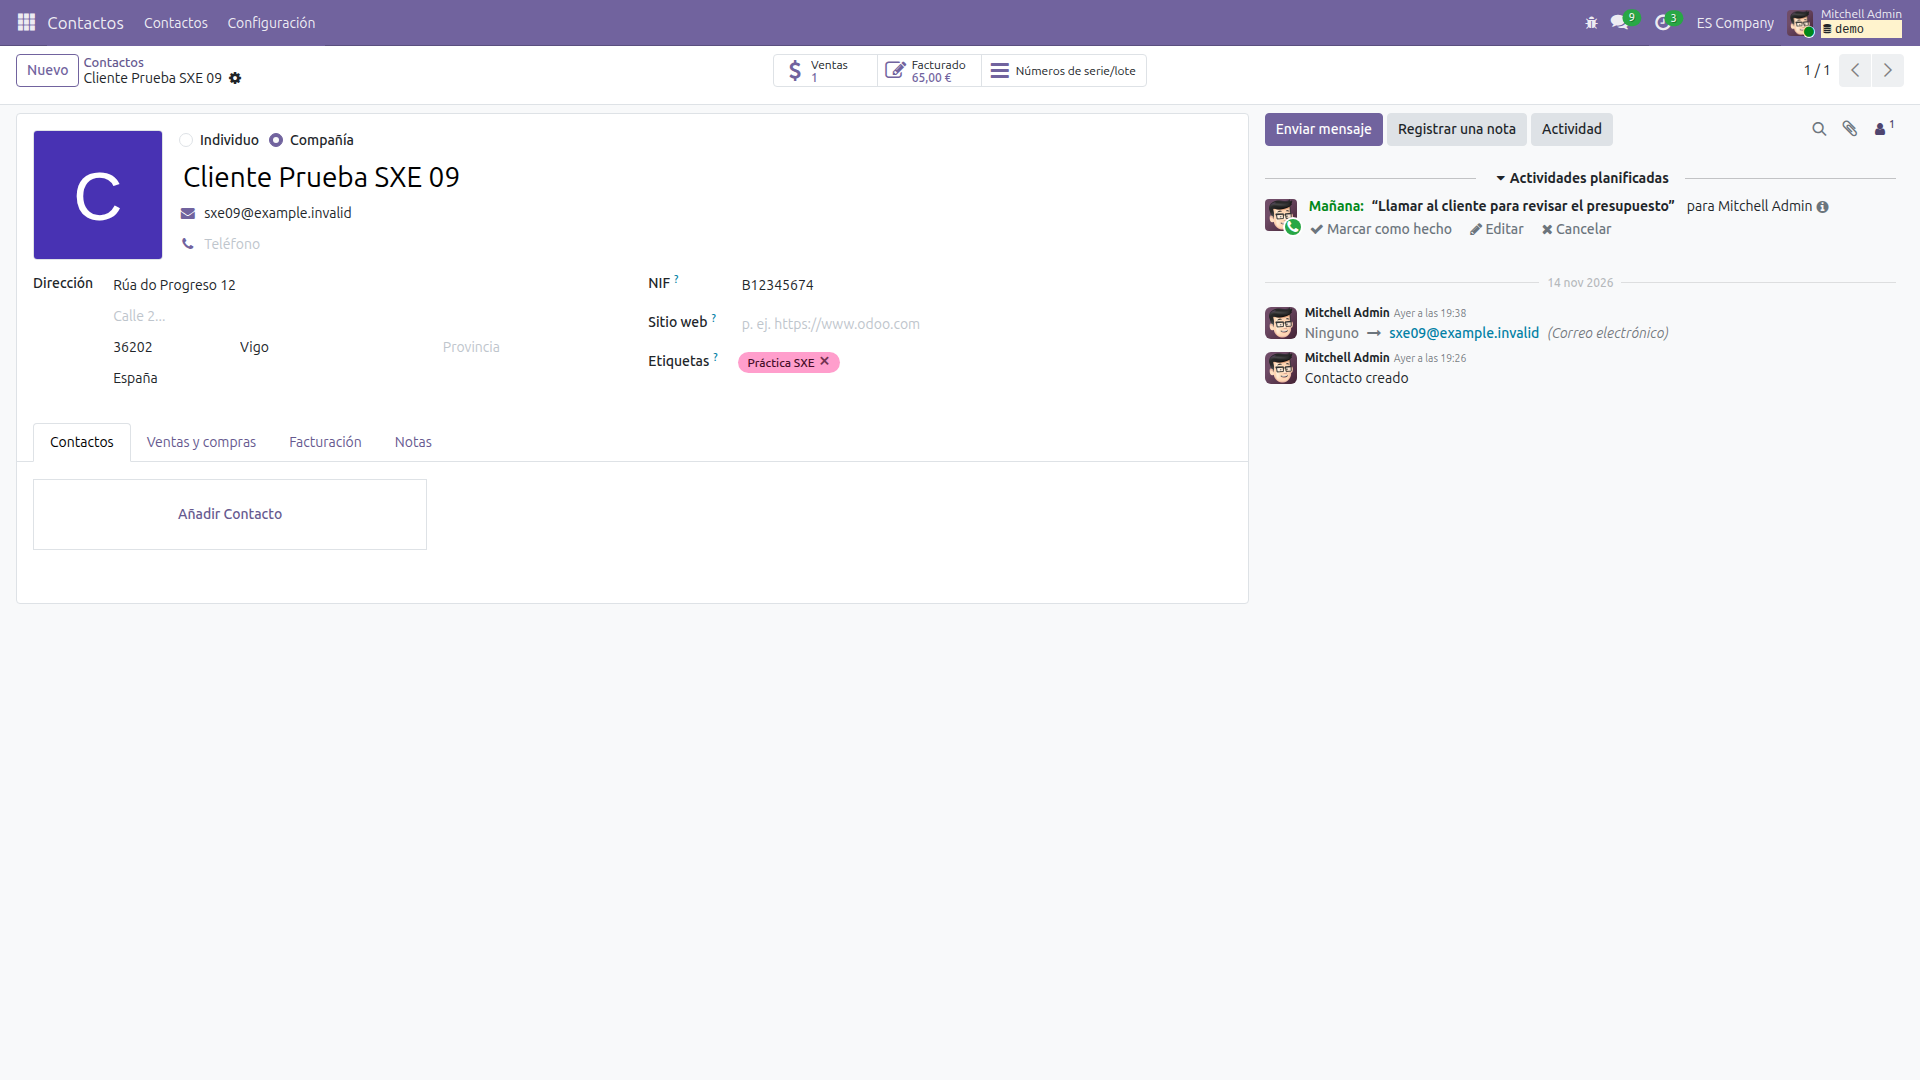 Contactos Contactos Configuración 9 3 ES Company Mitchell Admin
demo
Nuevo Contactos
Cliente Prueba SXE 09
Ventas
1
Facturado
65,00 €
Números de serie/lote
1 / 1
C
Individuo Compañía
Cliente Prueba SXE 09
sxe09@example.invalid
Teléfono
Dirección
Rúa do Progreso 12
Calle 2...
36202 Vigo Provincia
España
NIF ? B12345674
Sitio web ? p. ej. https://www.odoo.com
Etiquetas ? Práctica SXE
Contactos Ventas y compras Facturación Notas
Añadir Contacto
Enviar mensaje Registrar una nota Actividad 1
Actividades planificadas
Mañana: “Llamar al cliente para revisar el presupuesto” para Mitchell Admin
Marcar como hecho Editar Cancelar
14 nov 2026
Mitchell Admin Ayer a las 19:38
Ninguno → sxe09@example.invalid (Correo electrónico)
Mitchell Admin Ayer a las 19:26
Contacto creado